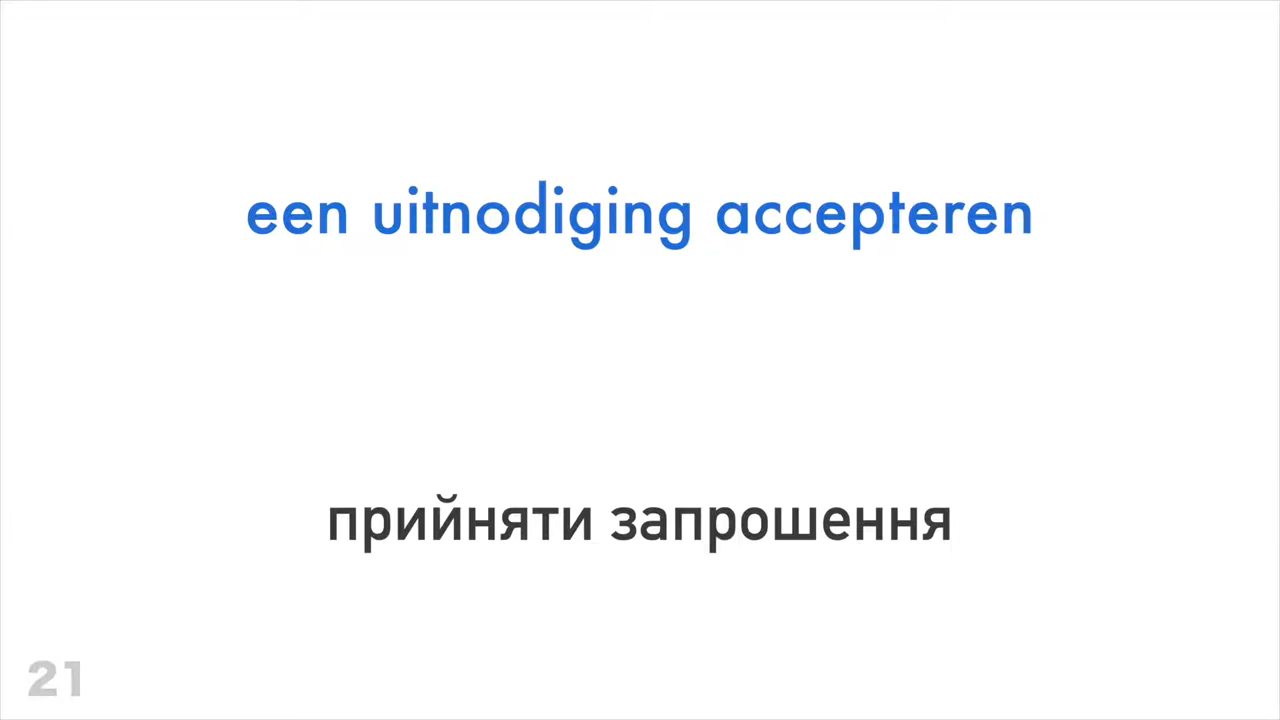 een uitnodiging accepteren
прийняти запрошення
21